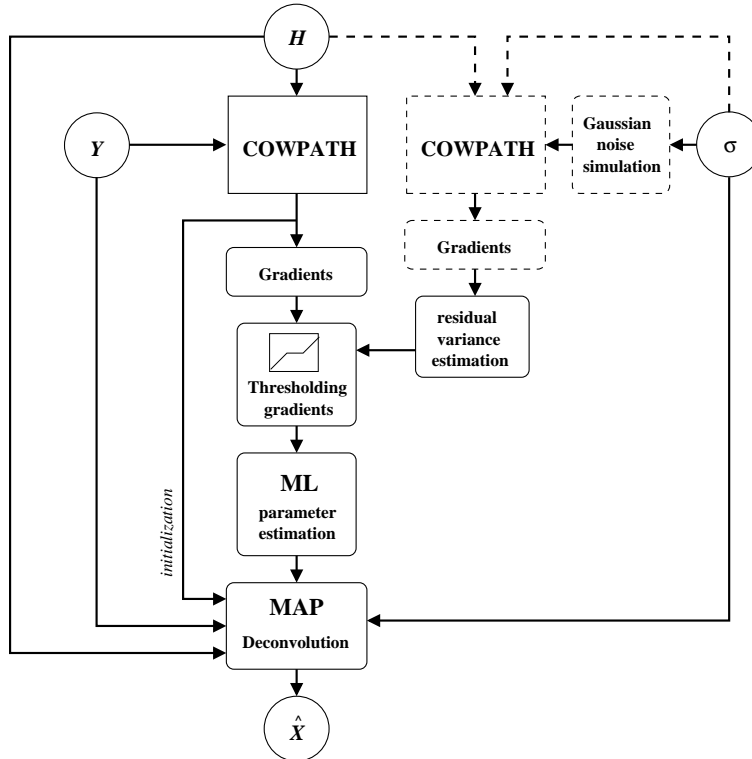 H
Y
COWPATH
COWPATH
Gaussian
noise
simulation
σ
Gradients
Gradients
residual
variance
estimation
Thresholding
gradients
ML
parameter
estimation
initialization
MAP
Deconvolution
X̂